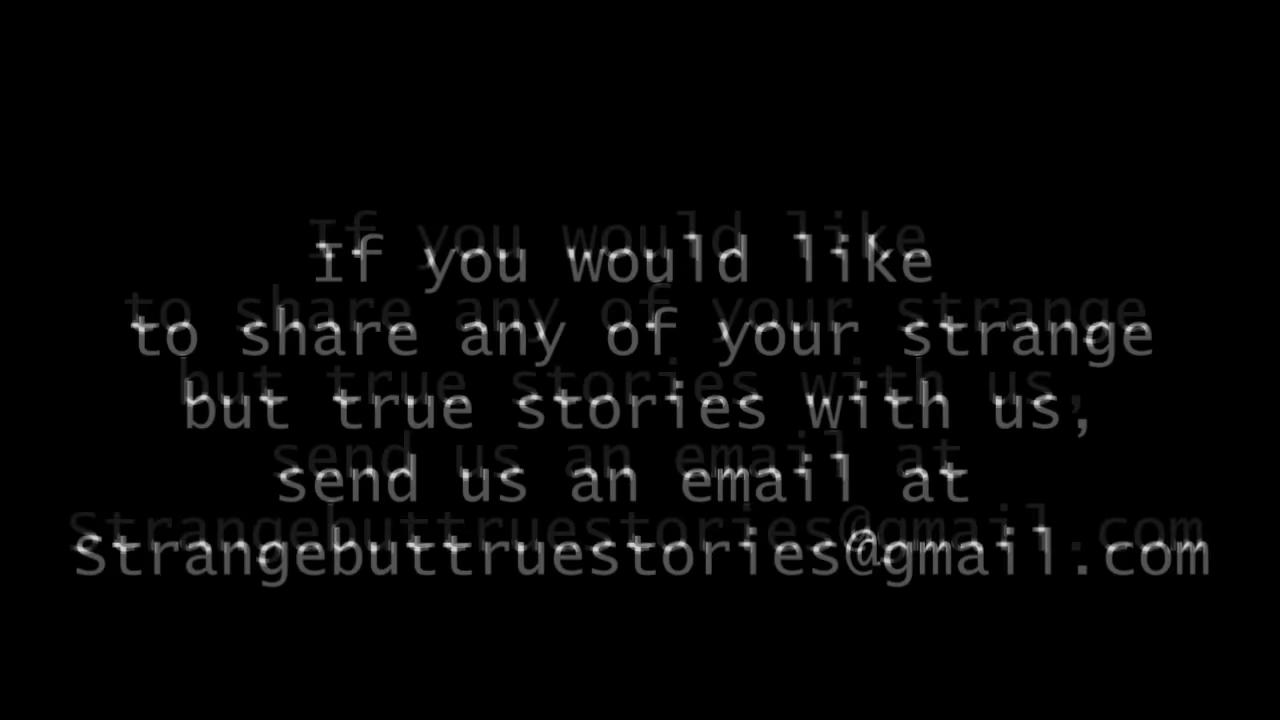 If you would like
to share any of your strange
but true stories with us,
send us an email at
Strangebuttruestories@gmail.com